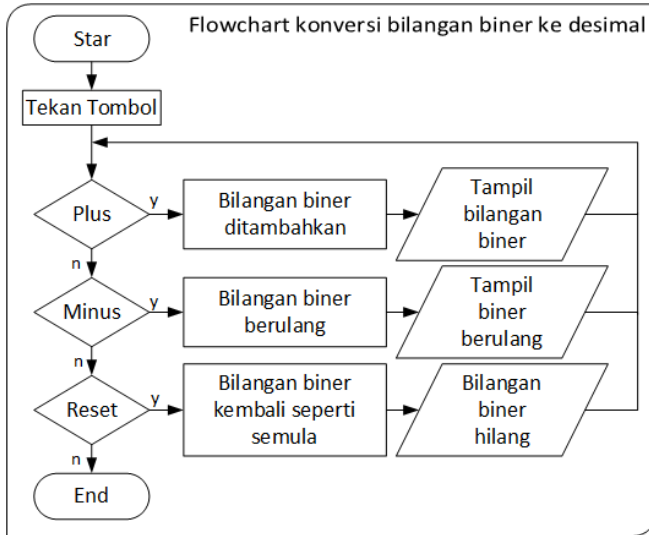 Flowchart konversi bilangan biner ke desimal
Star
Tekan Tombol
Plus
y
Bilangan biner
ditambahkan
Tampil
bilangan
biner
n
Minus
y
Bilangan biner
berulang
Tampil
biner
berulang
n
Reset
y
Bilangan biner
kembali seperti
semula
Bilangan
biner
hilang
n
End